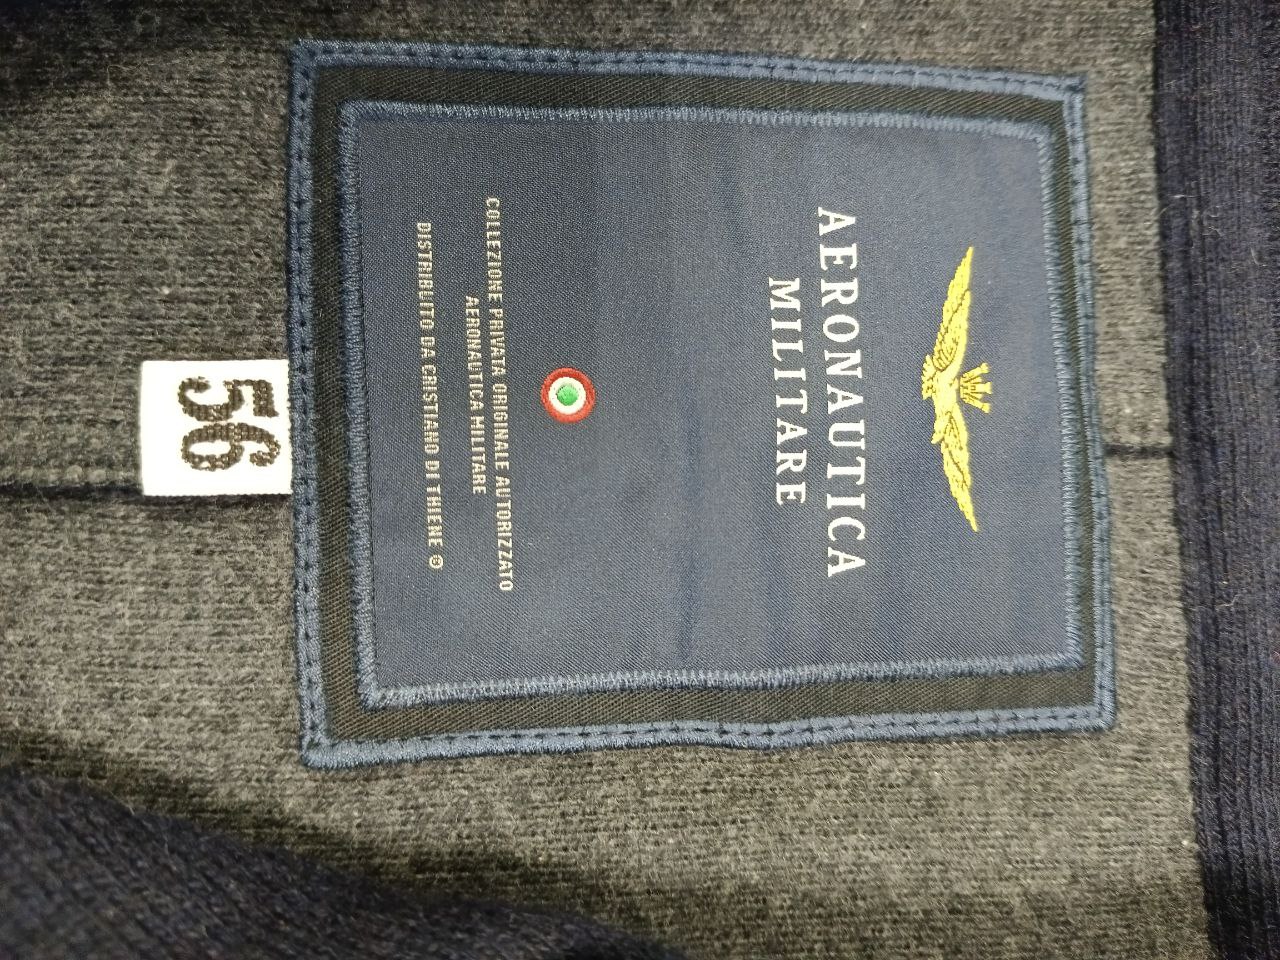 AERONAUTICA
MILITARE
COLLEZIONE PRIVATA ORIGINALE AUTORIZZATO
AERONAUTICA MILITARE
DISTRIBUITO DA CRISTIANO DI THIENE ®
56